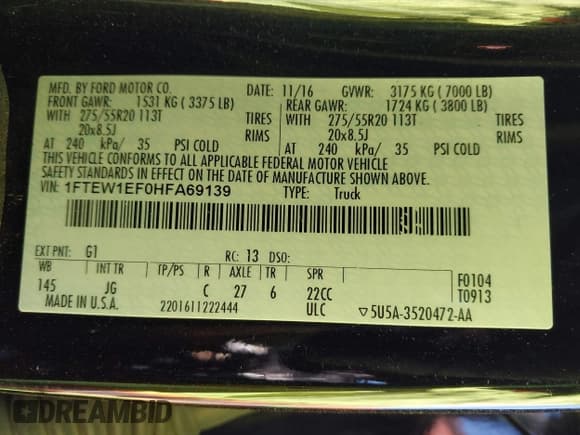 MFD. BY FORD MOTOR CO. DATE: 11/16 GVWR: 3175 KG ( 7000 LB)
FRONT GAWR: 1531 KG ( 3375 LB) REAR GAWR: 1724 KG ( 3800 LB)
WITH 275/55R20 113T TIRES WITH 275/55R20 113T TIRES
20x8.5J RIMS 20x8.5J RIMS
AT 240 kPa/ 35 PSI COLD AT 240 kPa/ 35 PSI COLD
THIS VEHICLE CONFORMS TO ALL APPLICABLE FEDERAL MOTOR VEHICLE
SAFETY STANDARDS IN EFFECT ON THE DATE OF MANUFACTURE SHOWN ABOVE.
VIN: 1FTEW1EF0HFA69139 TYPE: Truck
EXT PNT: G1 RC: 13 DSO:
WB INT TR TP/PS R AXLE TR SPR F0104
145 JG C 27 6 22CC T0913
MADE IN U.S.A. 2201611222444 ULC ▽5U5A-3520472-AA
DREAMBID